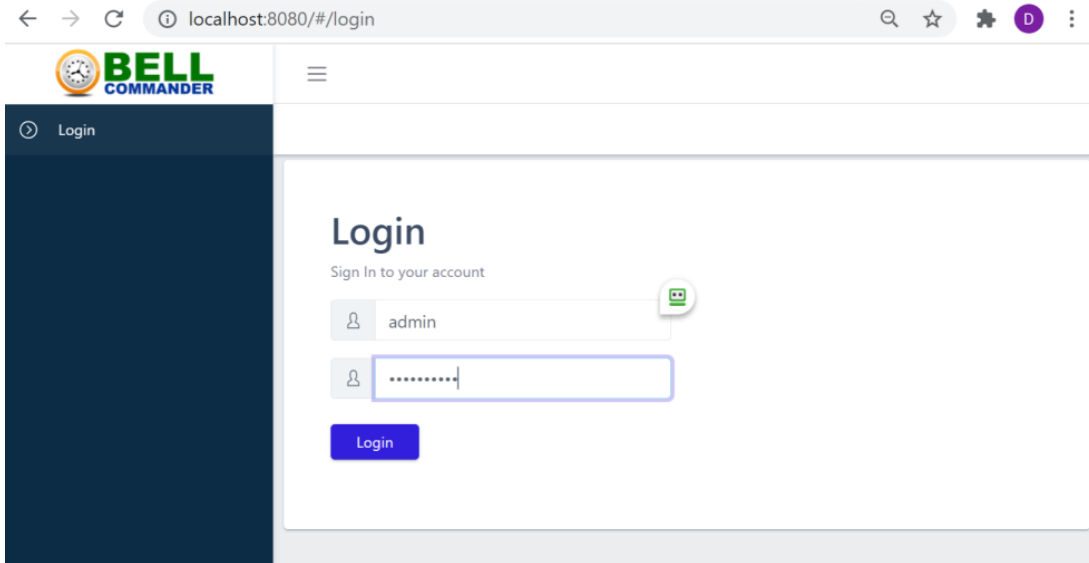 localhost:8080/#/login
D
BELL
COMMANDER
Login
Login
Sign In to your account
admin
••••••••••
Login